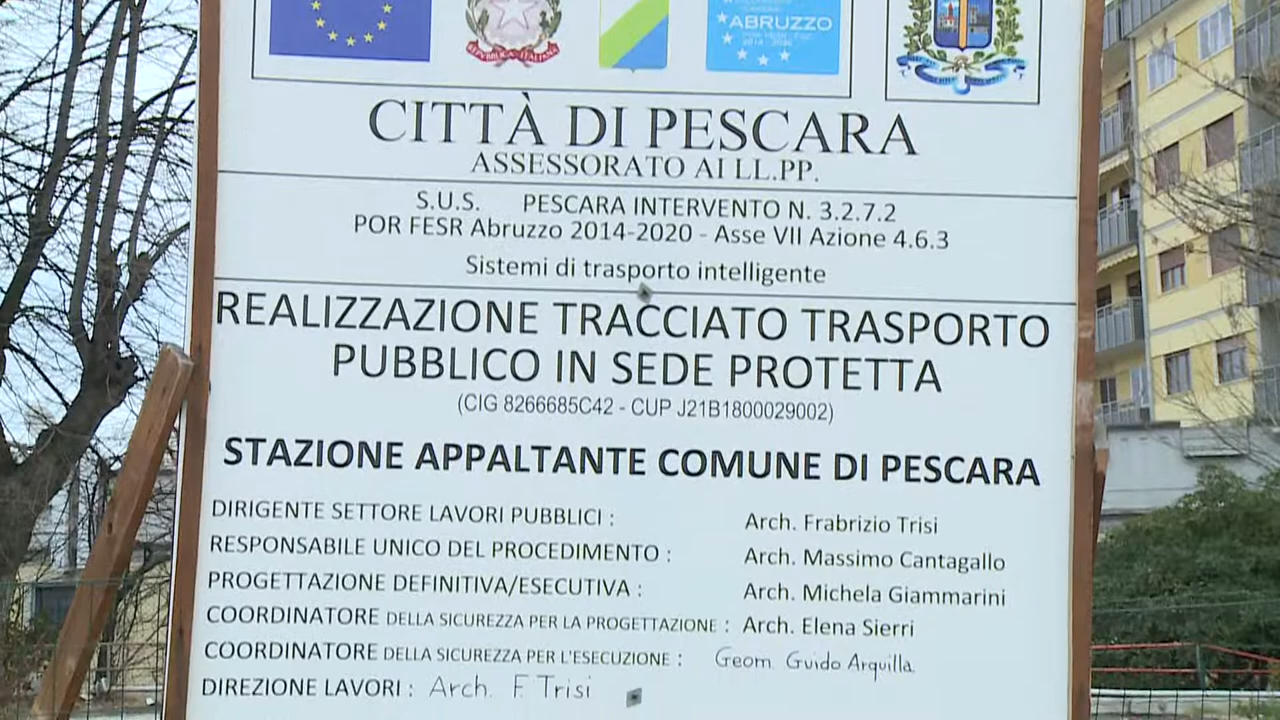 REPVBBLICA ITALIANA
ABRUZZO
CITTÀ DI PESCARA
ASSESSORATO AI LL.PP.
S.U.S. PESCARA INTERVENTO N. 3.2.7.2
POR FESR Abruzzo 2014-2020 - Asse VII Azione 4.6.3
Sistemi di trasporto intelligente
REALIZZAZIONE TRACCIATO TRASPORTO
PUBBLICO IN SEDE PROTETTA
(CIG 8266685C42 - CUP J21B1800029002)
STAZIONE APPALTANTE COMUNE DI PESCARA
DIRIGENTE SETTORE LAVORI PUBBLICI : Arch. Frabrizio Trisi
RESPONSABILE UNICO DEL PROCEDIMENTO : Arch. Massimo Cantagallo
PROGETTAZIONE DEFINITIVA/ESECUTIVA : Arch. Michela Giammarini
COORDINATORE DELLA SICUREZZA PER LA PROGETTAZIONE : Arch. Elena Sierri
COORDINATORE DELLA SICUREZZA PER L'ESECUZIONE : Geom. Guido Arquilla
DIREZIONE LAVORI : Arch. F. Trisi